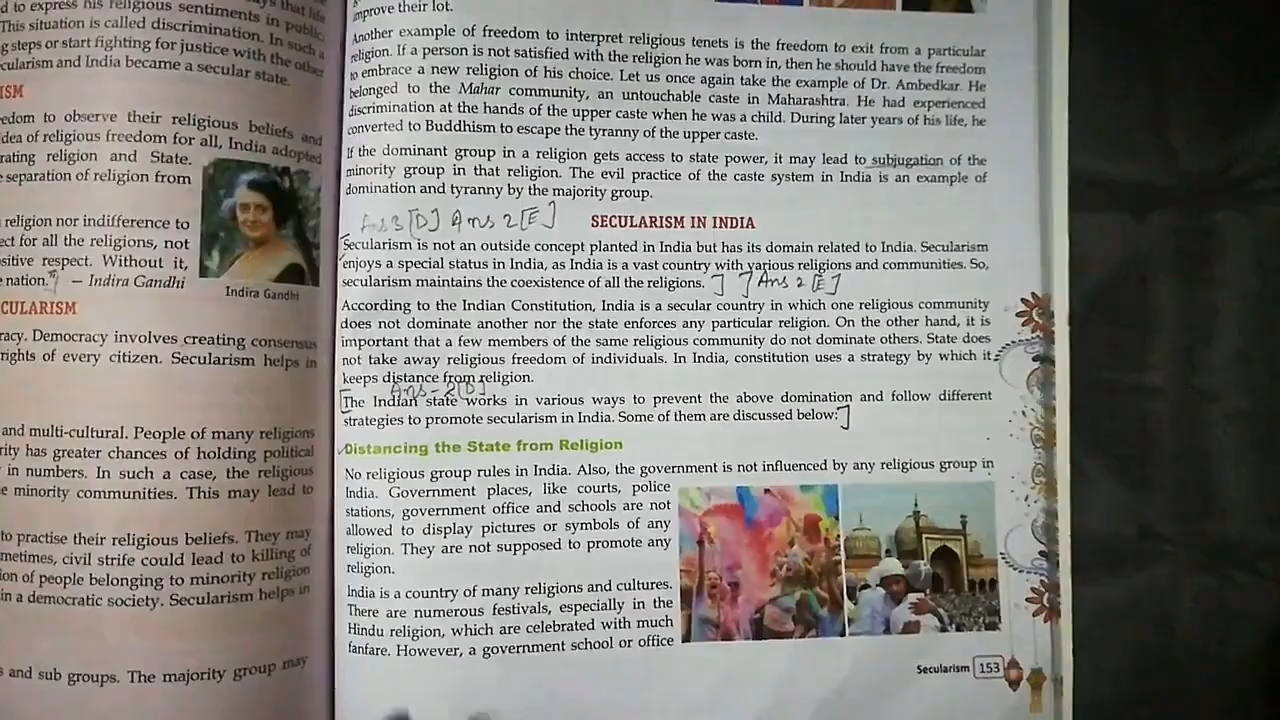 d to express his religious sentiments in public.
This situation is called discrimination. In such a
g steps or start fighting for justice with the other
cularism and India became a secular state.
ISM
edom to observe their religious beliefs and
dea of religious freedom for all, India adopted
rating religion and State.
e separation of religion from
religion nor indifference to
ect for all the religions, not
sitive respect. Without it,
e nation." — Indira Gandhi
Indira Gandhi
CULARISM
racy. Democracy involves creating consensus
rights of every citizen. Secularism helps in
and multi-cultural. People of many religions
rity has greater chances of holding political
in numbers. In such a case, the religious
e minority communities. This may lead to
to practise their religious beliefs. They may
metimes, civil strife could lead to killing of
ion of people belonging to minority religion
in a democratic society. Secularism helps in
s and sub groups. The majority group may
improve their lot.
Another example of freedom to interpret religious tenets is the freedom to exit from a particular
religion. If a person is not satisfied with the religion he was born in, then he should have the freedom
to embrace a new religion of his choice. Let us once again take the example of Dr. Ambedkar. He
belonged to the Mahar community, an untouchable caste in Maharashtra. He had experienced
discrimination at the hands of the upper caste when he was a child. During later years of his life, he
converted to Buddhism to escape the tyranny of the upper caste.
If the dominant group in a religion gets access to state power, it may lead to subjugation of the
minority group in that religion. The evil practice of the caste system in India is an example of
domination and tyranny by the majority group.
Ans 3 [D] Ans 2 [E]
SECULARISM IN INDIA
Secularism is not an outside concept planted in India but has its domain related to India. Secularism
enjoys a special status in India, as India is a vast country with various religions and communities. So,
secularism maintains the coexistence of all the religions. ] ] Ans 2 [E]
According to the Indian Constitution, India is a secular country in which one religious community
does not dominate another nor the state enforces any particular religion. On the other hand, it is
important that a few members of the same religious community do not dominate others. State does
not take away religious freedom of individuals. In India, constitution uses a strategy by which it
keeps distance from religion.
Ans - 2 [D]
[The Indian state works in various ways to prevent the above domination and follow different
strategies to promote secularism in India. Some of them are discussed below:]
Distancing the State from Religion
No religious group rules in India. Also, the government is not influenced by any religious group in
India. Government places, like courts, police
stations, government office and schools are not
allowed to display pictures or symbols of any
religion. They are not supposed to promote any
religion.
India is a country of many religions and cultures.
There are numerous festivals, especially in the
Hindu religion, which are celebrated with much
fanfare. However, a government school or office
Secularism 153